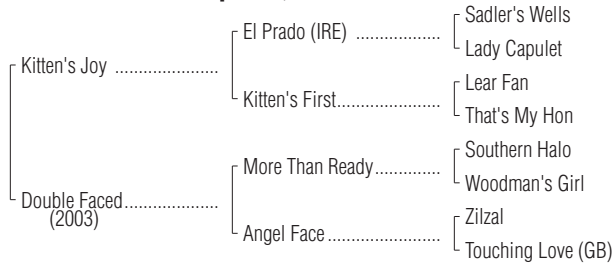 Sadler's Wells
El Prado (IRE) ..................
Lady Capulet
Kitten's Joy ......................
Lear Fan
Kitten's First......................
That's My Hon
Southern Halo
More Than Ready..............
Woodman's Girl
Double Faced....................
(2003)
Zilzal
Angel Face ........................
Touching Love (GB)